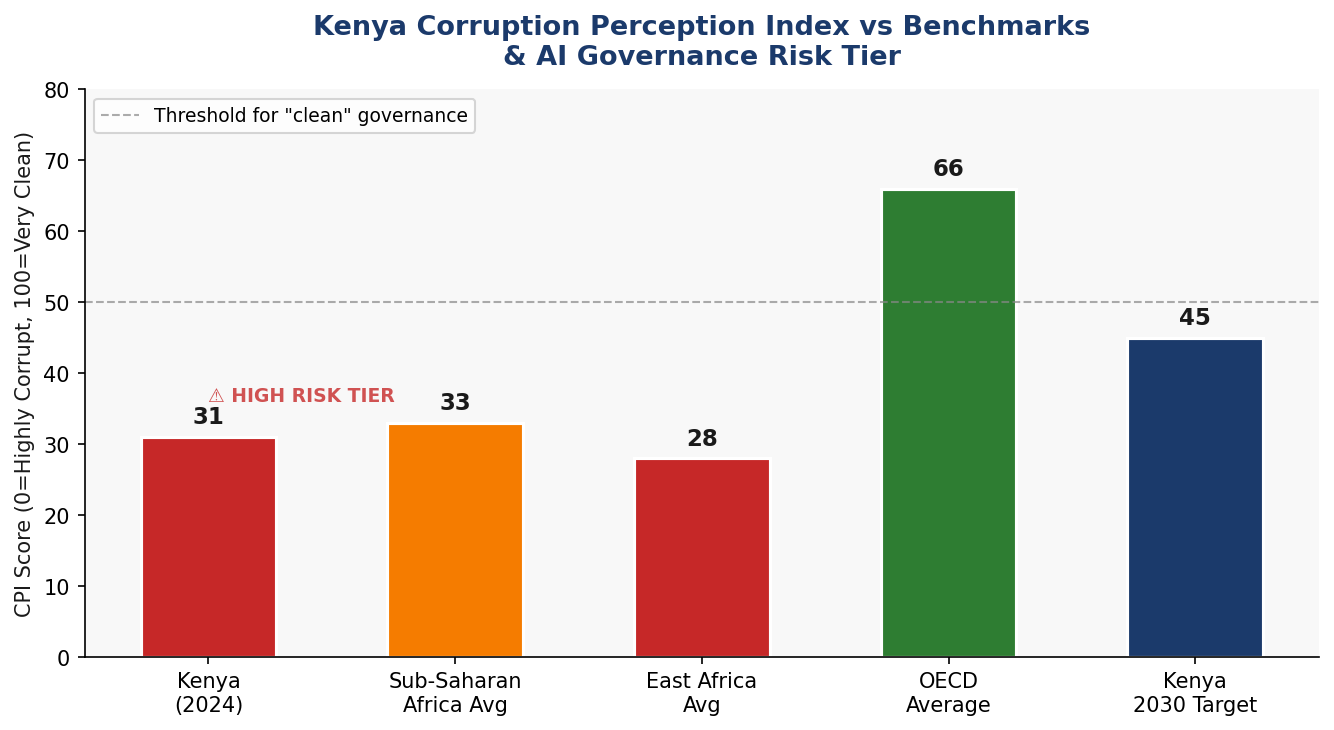 Kenya Corruption Perception Index vs Benchmarks
& AI Governance Risk Tier
CPI Score (0=Highly Corrupt, 100=Very Clean)
80
70
60
50
40
30
20
10
0
Threshold for "clean" governance
⚠ HIGH RISK TIER
31
33
28
66
45
Kenya
(2024)
Sub-Saharan
Africa Avg
East Africa
Avg
OECD
Average
Kenya
2030 Target